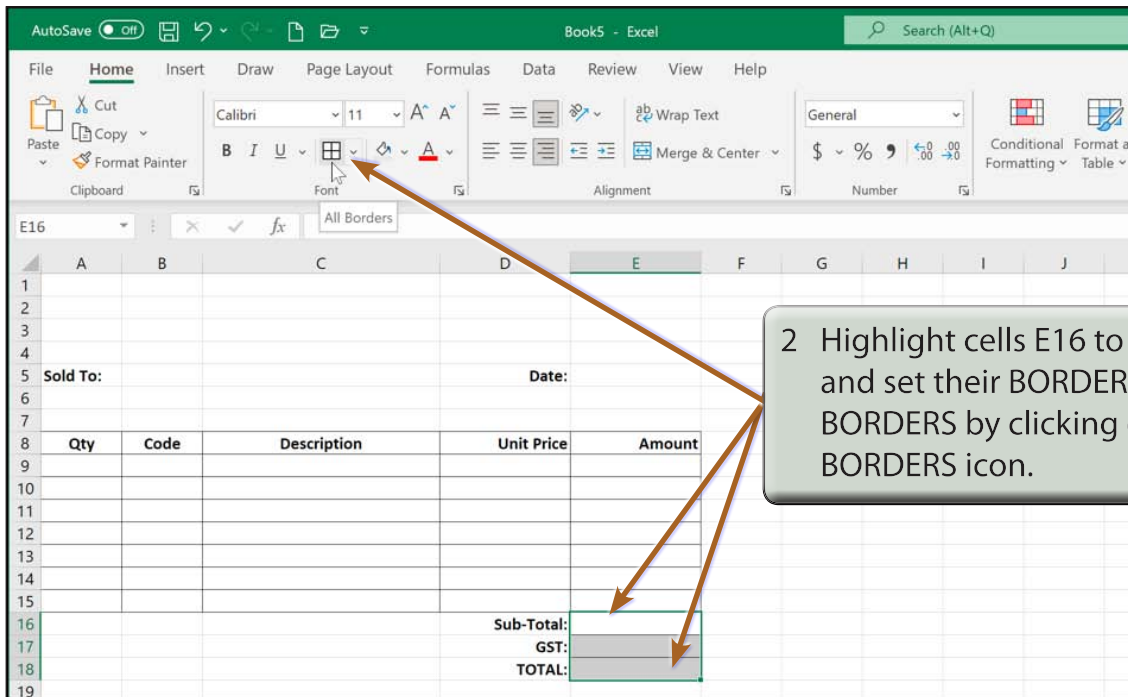 AutoSave Off Book5 - Excel Search (Alt+Q)
File Home Insert Draw Page Layout Formulas Data Review View Help
Paste
Cut
Copy
Format Painter
Clipboard
Calibri 11 A A
B I U A
Font
ab Wrap Text
Merge & Center
Alignment
General
$ % 9 .00 .00
Number
Conditional
Formatting
Format a
Table
All Borders
E16 fx
A B C D E F G H I J
1
2
3
4
5 Sold To: Date:
6
7
8 Qty Code Description Unit Price Amount
9
10
11
12
13
14
15
16 Sub-Total:
17 GST:
18 TOTAL:
19
2 Highlight cells E16 to
and set their BORDER
BORDERS by clicking
BORDERS icon.